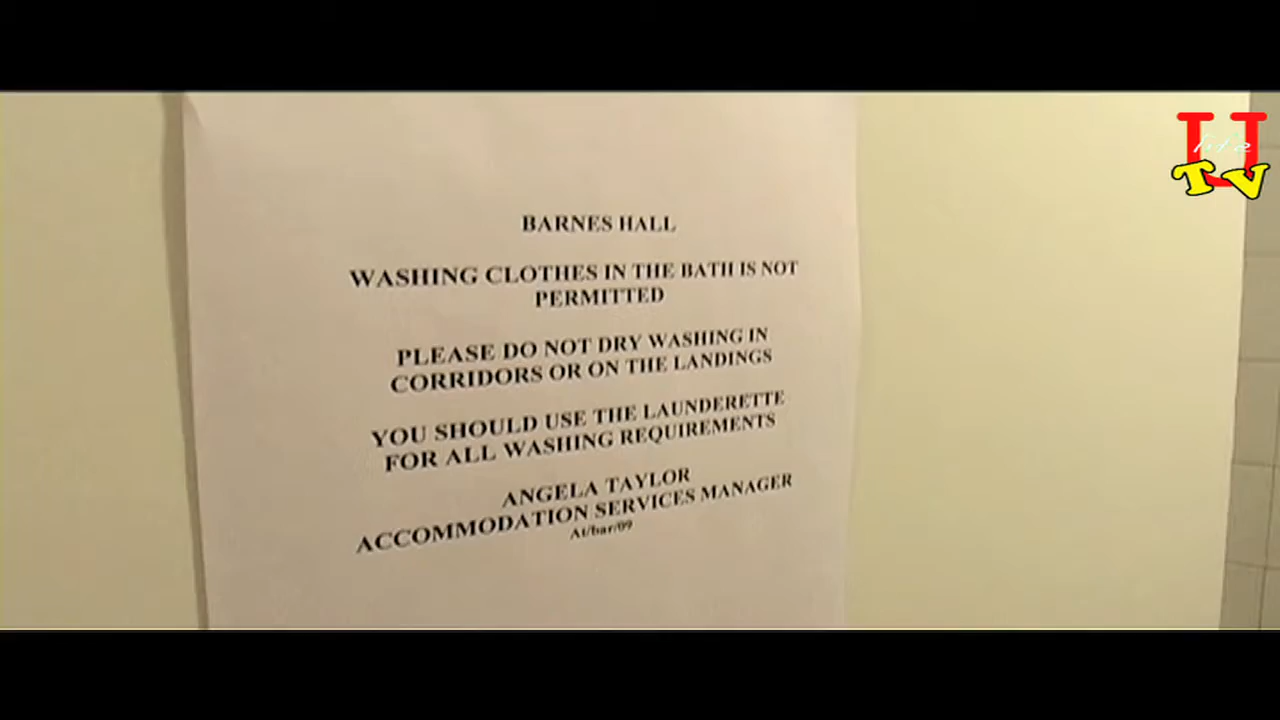 BARNES HALL
WASHING CLOTHES IN THE BATH IS NOT
PERMITTED
PLEASE DO NOT DRY WASHING IN
CORRIDORS OR ON THE LANDINGS
YOU SHOULD USE THE LAUNDERETTE
FOR ALL WASHING REQUIREMENTS
ANGELA TAYLOR
ACCOMMODATION SERVICES MANAGER
At/bar/09
U
TV